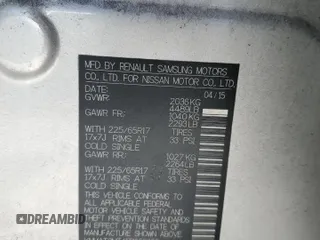 MFD BY RENAULT SAMSUNG MOTORS
CO., LTD. FOR NISSAN MOTOR CO., LTD.
DATE: 04/15
GVWR: 2035KG
4489LB
GAWR FR: 1040KG
2293LB
WITH 225/65R17 TIRES
17x7J RIMS AT 33 PSI
COLD SINGLE
GAWR RR: 1027KG
2264LB
WITH 225/65R17 TIRES
17x7J RIMS AT 33 PSI
COLD SINGLE
THIS VEHICLE CONFORMS TO ALL
APPLICABLE FEDERAL MOTOR
VEHICLE SAFETY, BUMPER, AND
THEFT PREVENTION STANDARDS
IN EFFECT ON THE DATE OF
MANUFACTURE SHOWN ABOVE
DREAMBID